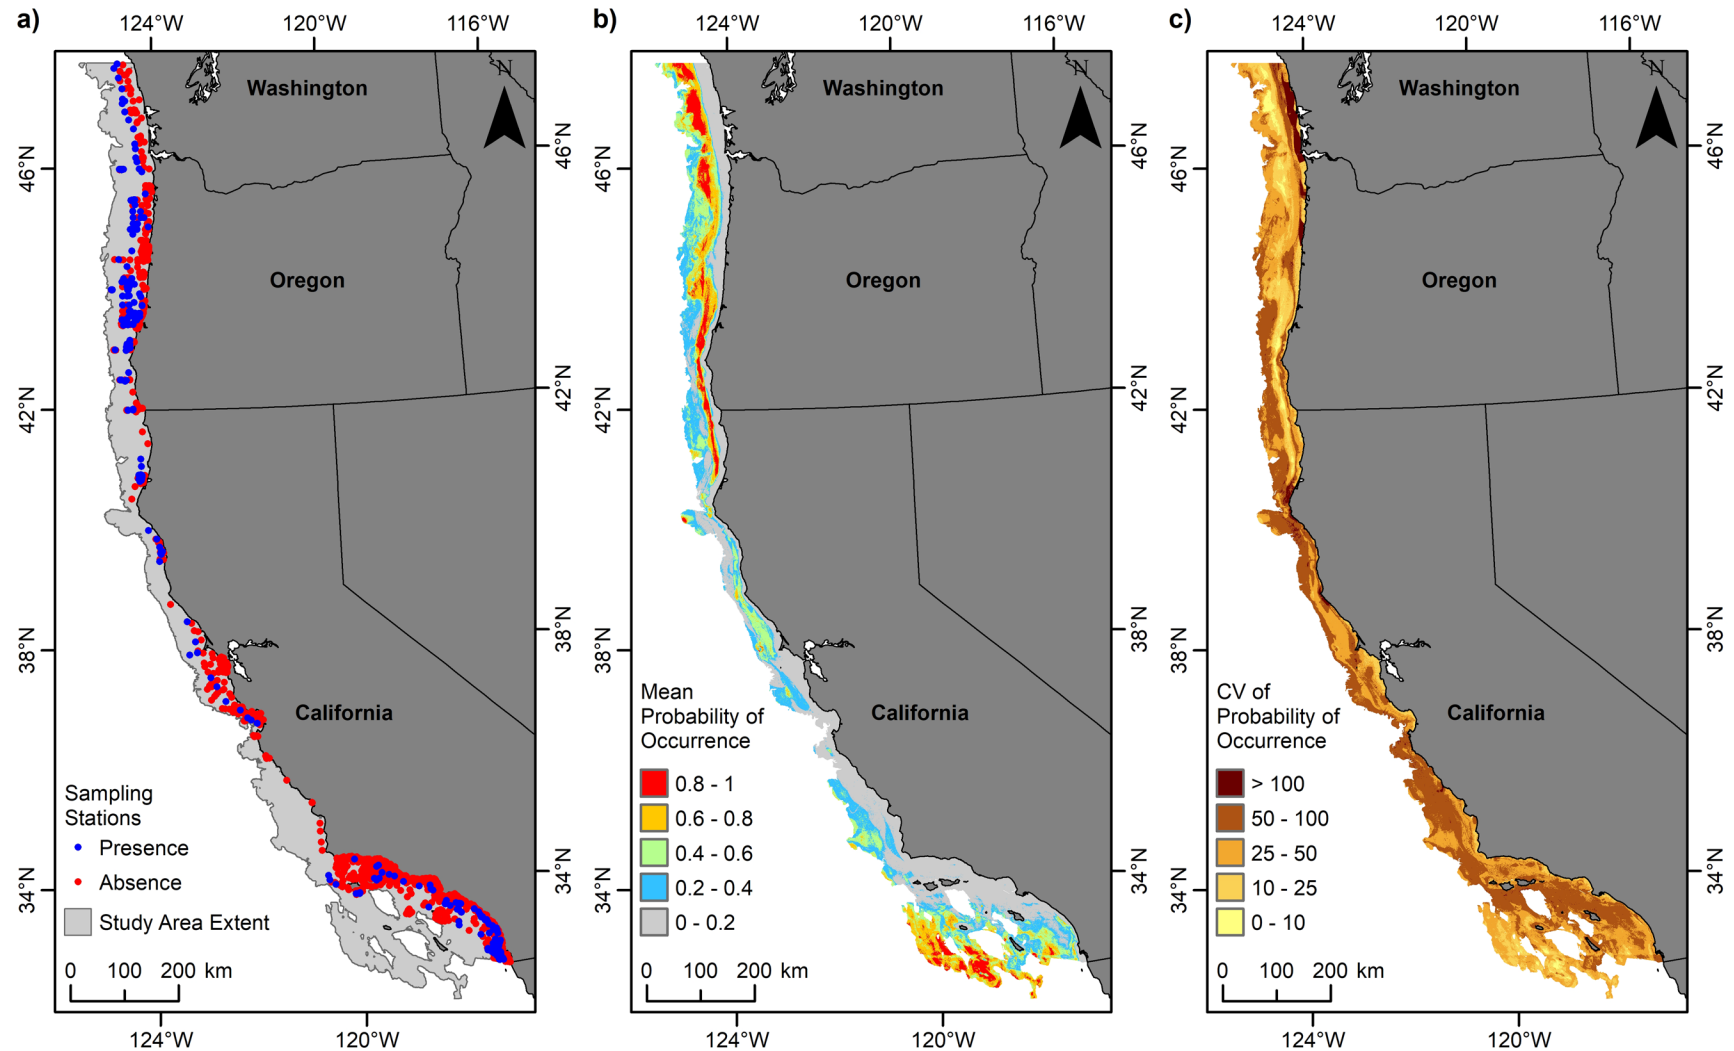 a)
124°W
120°W
116°W
N
Washington
46°N
46°N
Oregon
42°N
42°N
38°N
38°N
California
Sampling
Stations
Presence
Absence
Study Area Extent
34°N
34°N
0 100 200 km
124°W
120°W
b)
124°W
120°W
116°W
N
Washington
46°N
46°N
Oregon
42°N
42°N
38°N
38°N
California
Mean
Probability of
Occurrence
0.8 - 1
0.6 - 0.8
0.4 - 0.6
0.2 - 0.4
0 - 0.2
34°N
34°N
0 100 200 km
124°W
120°W
c)
124°W
120°W
116°W
N
Washington
46°N
46°N
Oregon
42°N
42°N
38°N
38°N
California
CV of
Probability of
Occurrence
> 100
50 - 100
25 - 50
10 - 25
0 - 10
34°N
34°N
0 100 200 km
124°W
120°W